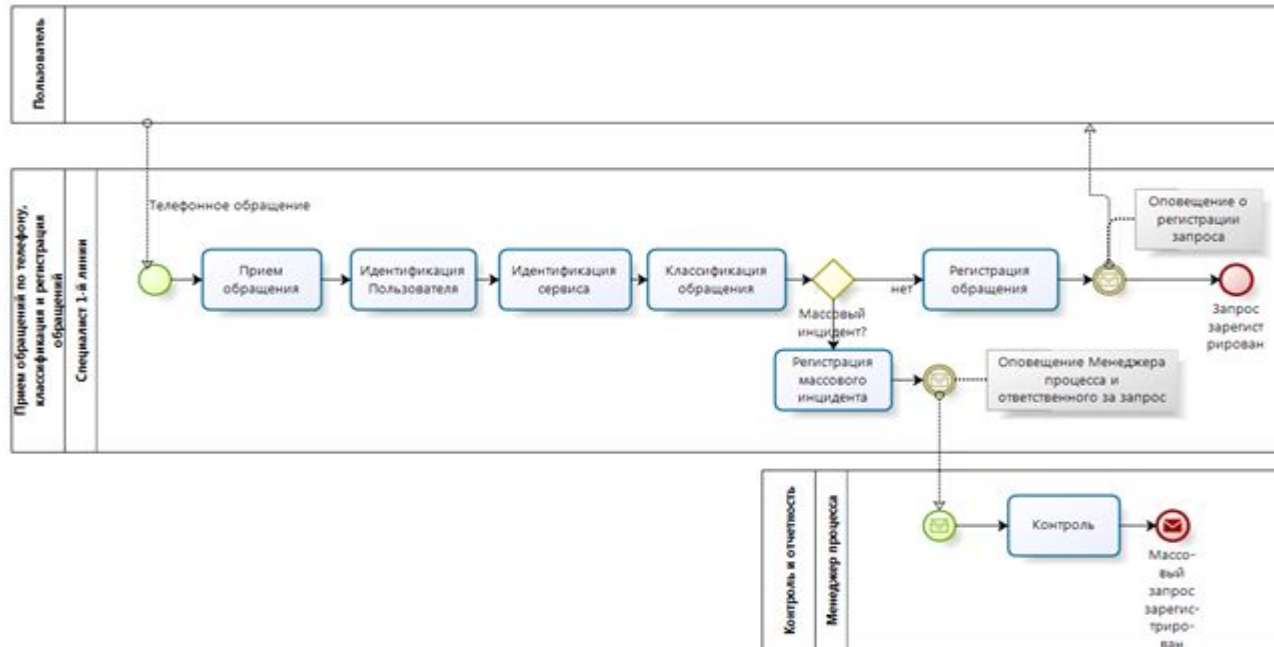 Пользователь
Прием обращений по телефону,
классификация и регистрация
обращений
Специалист 1-й линии
Телефонное обращение
Прием
обращения
Идентификация
Пользователя
Идентификация
сервиса
Классификация
обращения
Массовый
инцидент?
нет
Регистрация
обращения
Оповещение о
регистрации
запроса
Запрос
зарегист
рирован
Регистрация
массового
инцидента
Оповещение Менеджера
процесса и
ответственного за запрос
Контроль и отчетность
Менеджер процесса
Контроль
Массо-
вый
запрос
зарегис-
триро-
ван